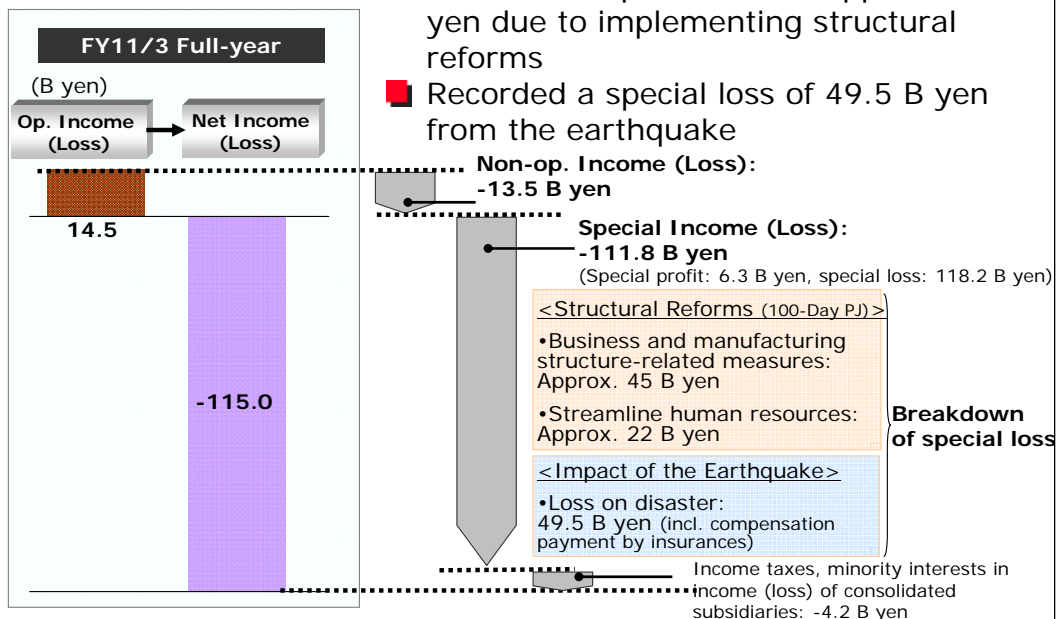 yen due to implementing structural
reforms
Recorded a special loss of 49.5 B yen
from the earthquake
FY11/3 Full-year
(B yen)
Op. Income
(Loss)
Net Income
(Loss)
14.5
-115.0
Non-op. Income (Loss):
-13.5 B yen
Special Income (Loss):
-111.8 B yen
(Special profit: 6.3 B yen, special loss: 118.2 B yen)
<Structural Reforms (100-Day PJ)>
•Business and manufacturing
structure-related measures:
Approx. 45 B yen
•Streamline human resources:
Approx. 22 B yen
<Impact of the Earthquake>
•Loss on disaster:
49.5 B yen (incl. compensation
payment by insurances)
Breakdown
of special loss
Income taxes, minority interests in
income (loss) of consolidated
subsidiaries: -4.2 B yen